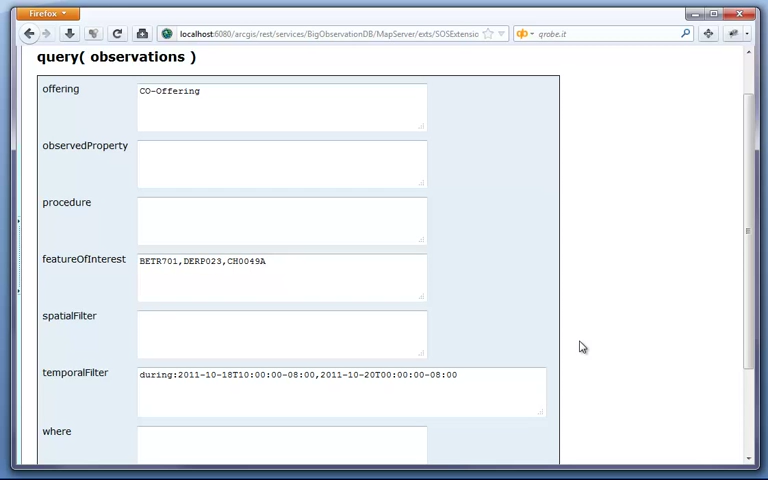 Firefox
localhost:6080/arcgis/rest/services/BigObservationDB/MapServer/exts/SOSExtensio
qrobe.it
query( observations )
offering
CO-Offering
observedProperty
procedure
featureOfInterest
BETR701,DERP023,CH0049A
spatialFilter
temporalFilter
during:2011-10-18T10:00:00-08:00,2011-10-20T00:00:00-08:00
where